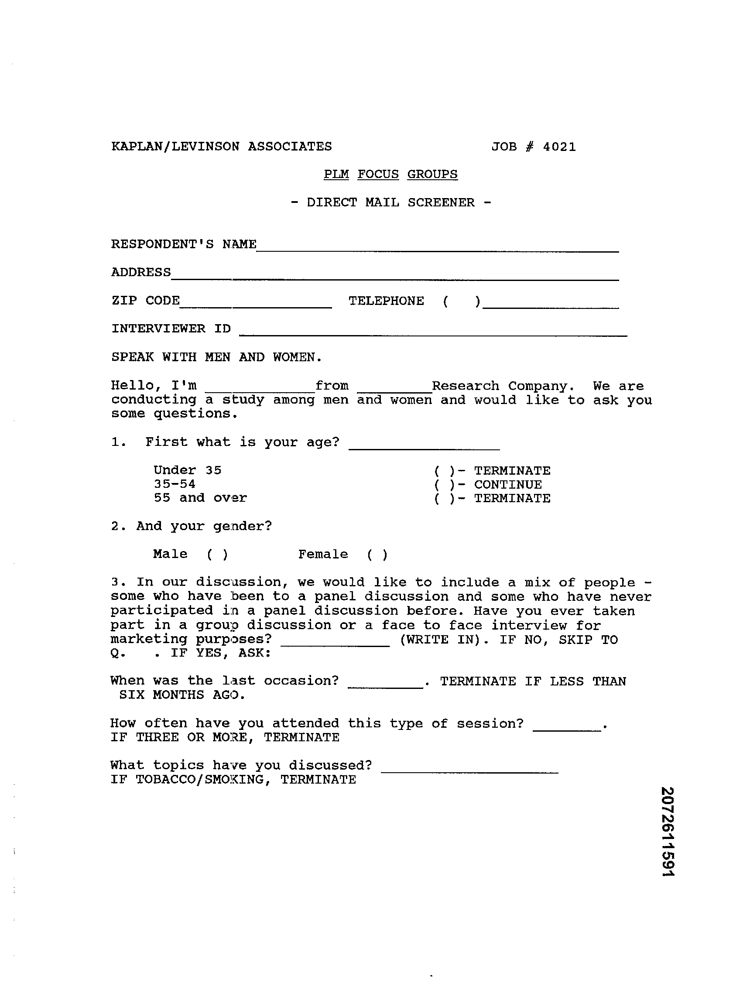 KAPLAN/LEVINSON ASSOCIATES JOB # 4021
PLM FOCUS GROUPS
- DIRECT MAIL SCREENER -
RESPONDENT'S NAME
ADDRESS
ZIP CODE TELEPHONE ( )
INTERVIEWER ID
SPEAK WITH MEN AND WOMEN.
Hello, I'm ____________from ________Research Company. We are
conducting a study among men and women and would like to ask you
some questions.
1. First what is your age?
Under 35 ( )- TERMINATE
35-54 ( )- CONTINUE
55 and over ( )- TERMINATE
2. And your gender?
Male ( ) Female ( )
3. In our discussion, we would like to include a mix of people -
some who have been to a panel discussion and some who have never
participated in a panel discussion before. Have you ever taken
part in a group discussion or a face to face interview for
marketing purposes? ____________ (WRITE IN). IF NO, SKIP TO
Q. . IF YES, ASK:
When was the last occasion? ________. TERMINATE IF LESS THAN
SIX MONTHS AGO.
How often have you attended this type of session? ________.
IF THREE OR MORE, TERMINATE
What topics have you discussed?
IF TOBACCO/SMOKING, TERMINATE
2072611591